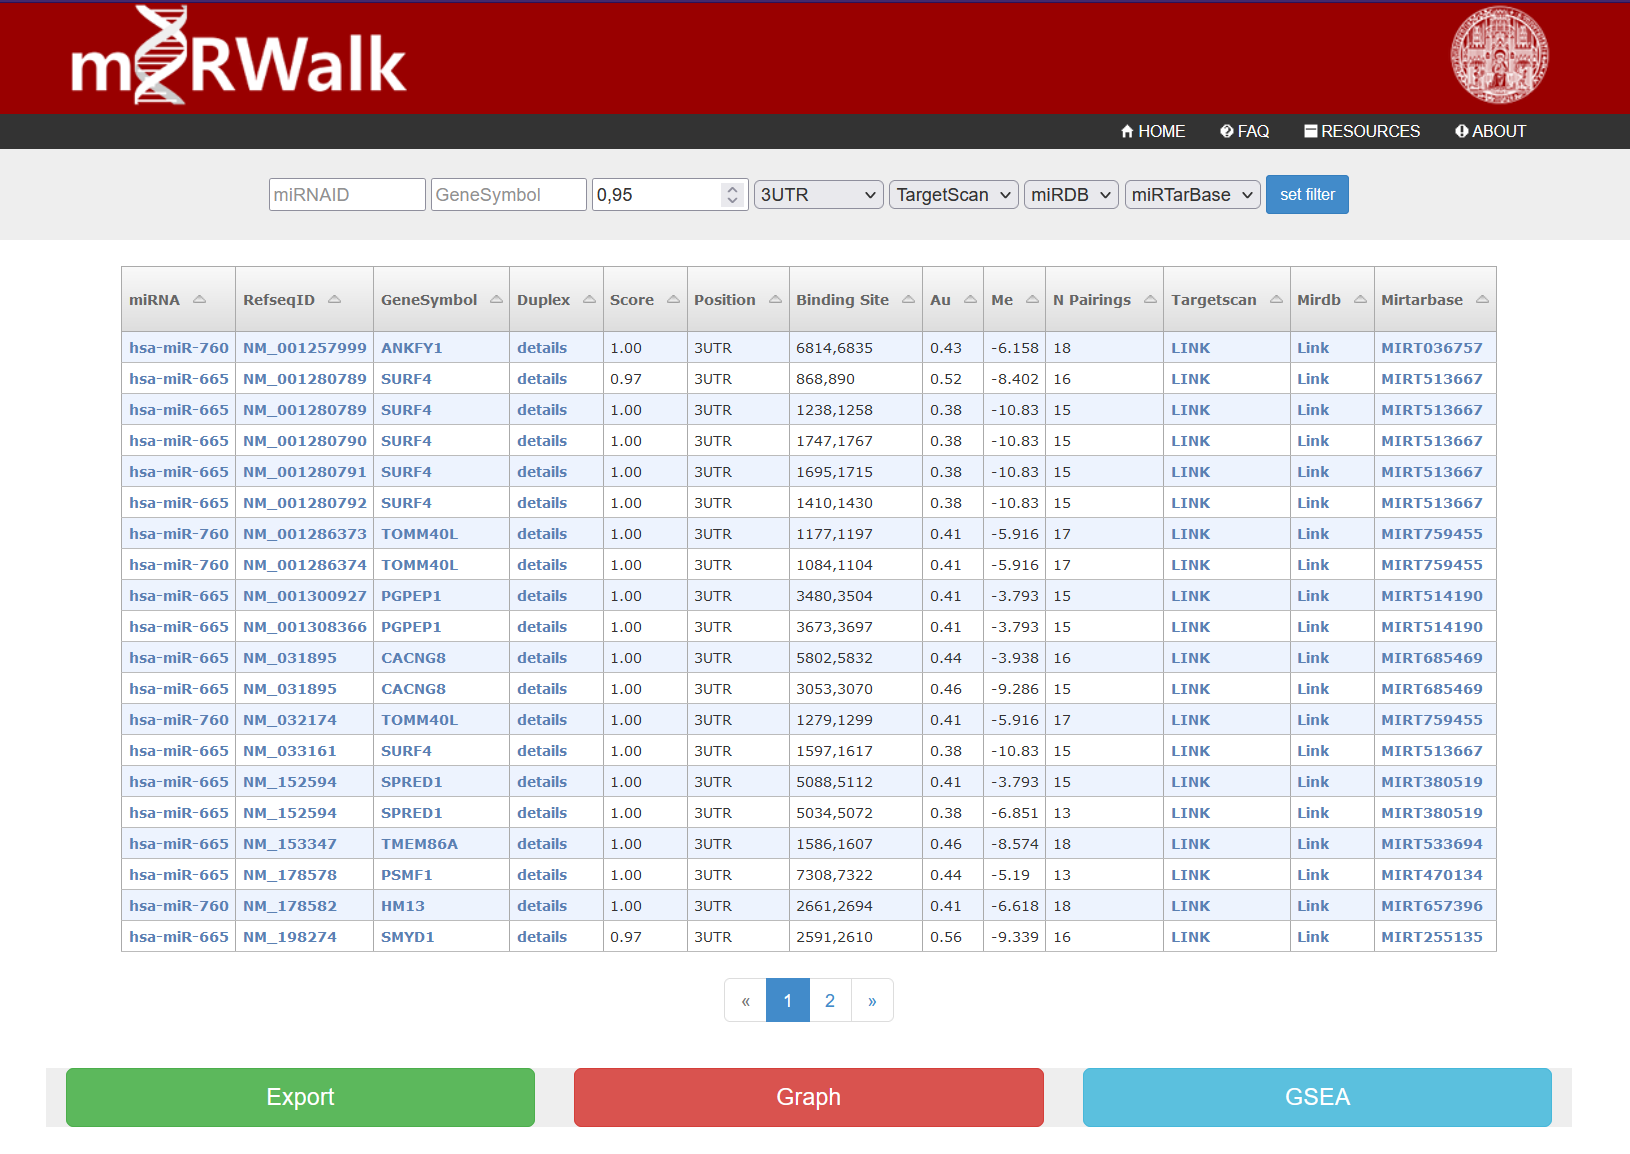 miRWalk
HOME FAQ RESOURCES ABOUT
miRNAID GeneSymbol 0,95 3UTR TargetScan miRDB miRTarBase set filter
miRNA RefseqID GeneSymbol Duplex Score Position Binding Site Au Me N Pairings Targetscan Mirdb Mirtarbase
hsa-miR-760 NM_001257999 ANKFY1 details 1.00 3UTR 6814,6835 0.43 -6.158 18 LINK Link MIRT036757
hsa-miR-665 NM_001280789 SURF4 details 0.97 3UTR 868,890 0.52 -8.402 16 LINK Link MIRT513667
hsa-miR-665 NM_001280789 SURF4 details 1.00 3UTR 1238,1258 0.38 -10.83 15 LINK Link MIRT513667
hsa-miR-665 NM_001280790 SURF4 details 1.00 3UTR 1747,1767 0.38 -10.83 15 LINK Link MIRT513667
hsa-miR-665 NM_001280791 SURF4 details 1.00 3UTR 1695,1715 0.38 -10.83 15 LINK Link MIRT513667
hsa-miR-665 NM_001280792 SURF4 details 1.00 3UTR 1410,1430 0.38 -10.83 15 LINK Link MIRT513667
hsa-miR-760 NM_001286373 TOMM40L details 1.00 3UTR 1177,1197 0.41 -5.916 17 LINK Link MIRT759455
hsa-miR-760 NM_001286374 TOMM40L details 1.00 3UTR 1084,1104 0.41 -5.916 17 LINK Link MIRT759455
hsa-miR-665 NM_001300927 PGPEP1 details 1.00 3UTR 3480,3504 0.41 -3.793 15 LINK Link MIRT514190
hsa-miR-665 NM_001308366 PGPEP1 details 1.00 3UTR 3673,3697 0.41 -3.793 15 LINK Link MIRT514190
hsa-miR-665 NM_031895 CACNG8 details 1.00 3UTR 5802,5832 0.44 -3.938 16 LINK Link MIRT685469
hsa-miR-665 NM_031895 CACNG8 details 1.00 3UTR 3053,3070 0.46 -9.286 15 LINK Link MIRT685469
hsa-miR-760 NM_032174 TOMM40L details 1.00 3UTR 1279,1299 0.41 -5.916 17 LINK Link MIRT759455
hsa-miR-665 NM_033161 SURF4 details 1.00 3UTR 1597,1617 0.38 -10.83 15 LINK Link MIRT513667
hsa-miR-665 NM_152594 SPRED1 details 1.00 3UTR 5088,5112 0.41 -3.793 15 LINK Link MIRT380519
hsa-miR-665 NM_152594 SPRED1 details 1.00 3UTR 5034,5072 0.38 -6.851 13 LINK Link MIRT380519
hsa-miR-665 NM_153347 TMEM86A details 1.00 3UTR 1586,1607 0.46 -8.574 18 LINK Link MIRT533694
hsa-miR-665 NM_178578 PSMF1 details 1.00 3UTR 7308,7322 0.44 -5.19 13 LINK Link MIRT470134
hsa-miR-760 NM_178582 HM13 details 1.00 3UTR 2661,2694 0.41 -6.618 18 LINK Link MIRT657396
hsa-miR-665 NM_198274 SMYD1 details 0.97 3UTR 2591,2610 0.56 -9.339 16 LINK Link MIRT255135
« 1 2 »
Export Graph GSEA